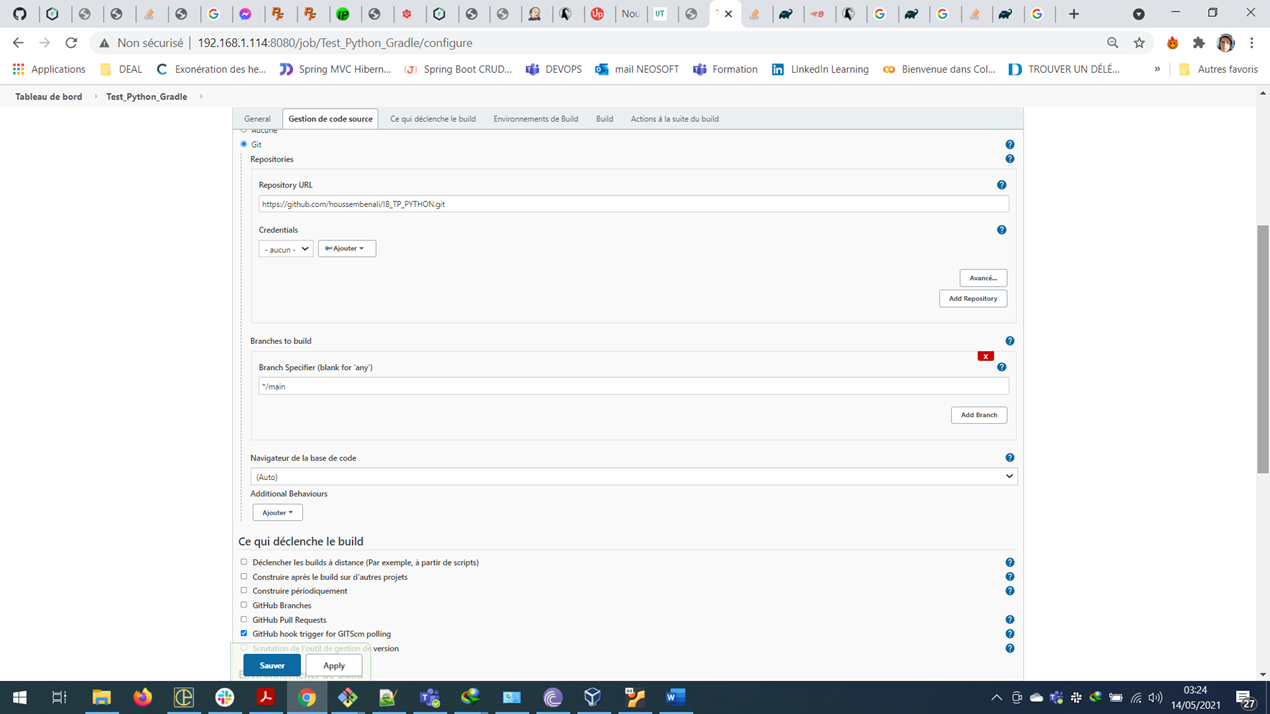 Nou
UT
Non sécurisé | 192.168.1.114:8080/job/Test_Python_Gradle/configure
Applications DEAL Exonération des he... Spring MVC Hibern... Spring Boot CRUD... DEVOPS mail NEOSOFT Formation LInkedIn Learning Bienvenue dans Col... TROUVER UN DÉLÉ... » Autres favoris
Tableau de bord Test_Python_Gradle
General Gestion de code source Ce qui déclenche le build Environnements de Build Build Actions à la suite du build
Aucune
Git
Repositories
Repository URL
https://github.com/houssembenali/IB_TP_PYTHON.git
Credentials
- aucun - Ajouter
Avancé...
Add Repository
Branches to build
X
Branch Specifier (blank for 'any')
*/main
Add Branch
Navigateur de la base de code
(Auto)
Additional Behaviours
Ajouter
Ce qui déclenche le build
Déclencher les builds à distance (Par exemple, à partir de scripts)
Construire après le build sur d'autres projets
Construire périodiquement
GitHub Branches
GitHub Pull Requests
GitHub hook trigger for GITScm polling
Scrutation de l'outil de gestion de version
Sauver Apply
Environnements de Build
03:24
14/05/2021
27